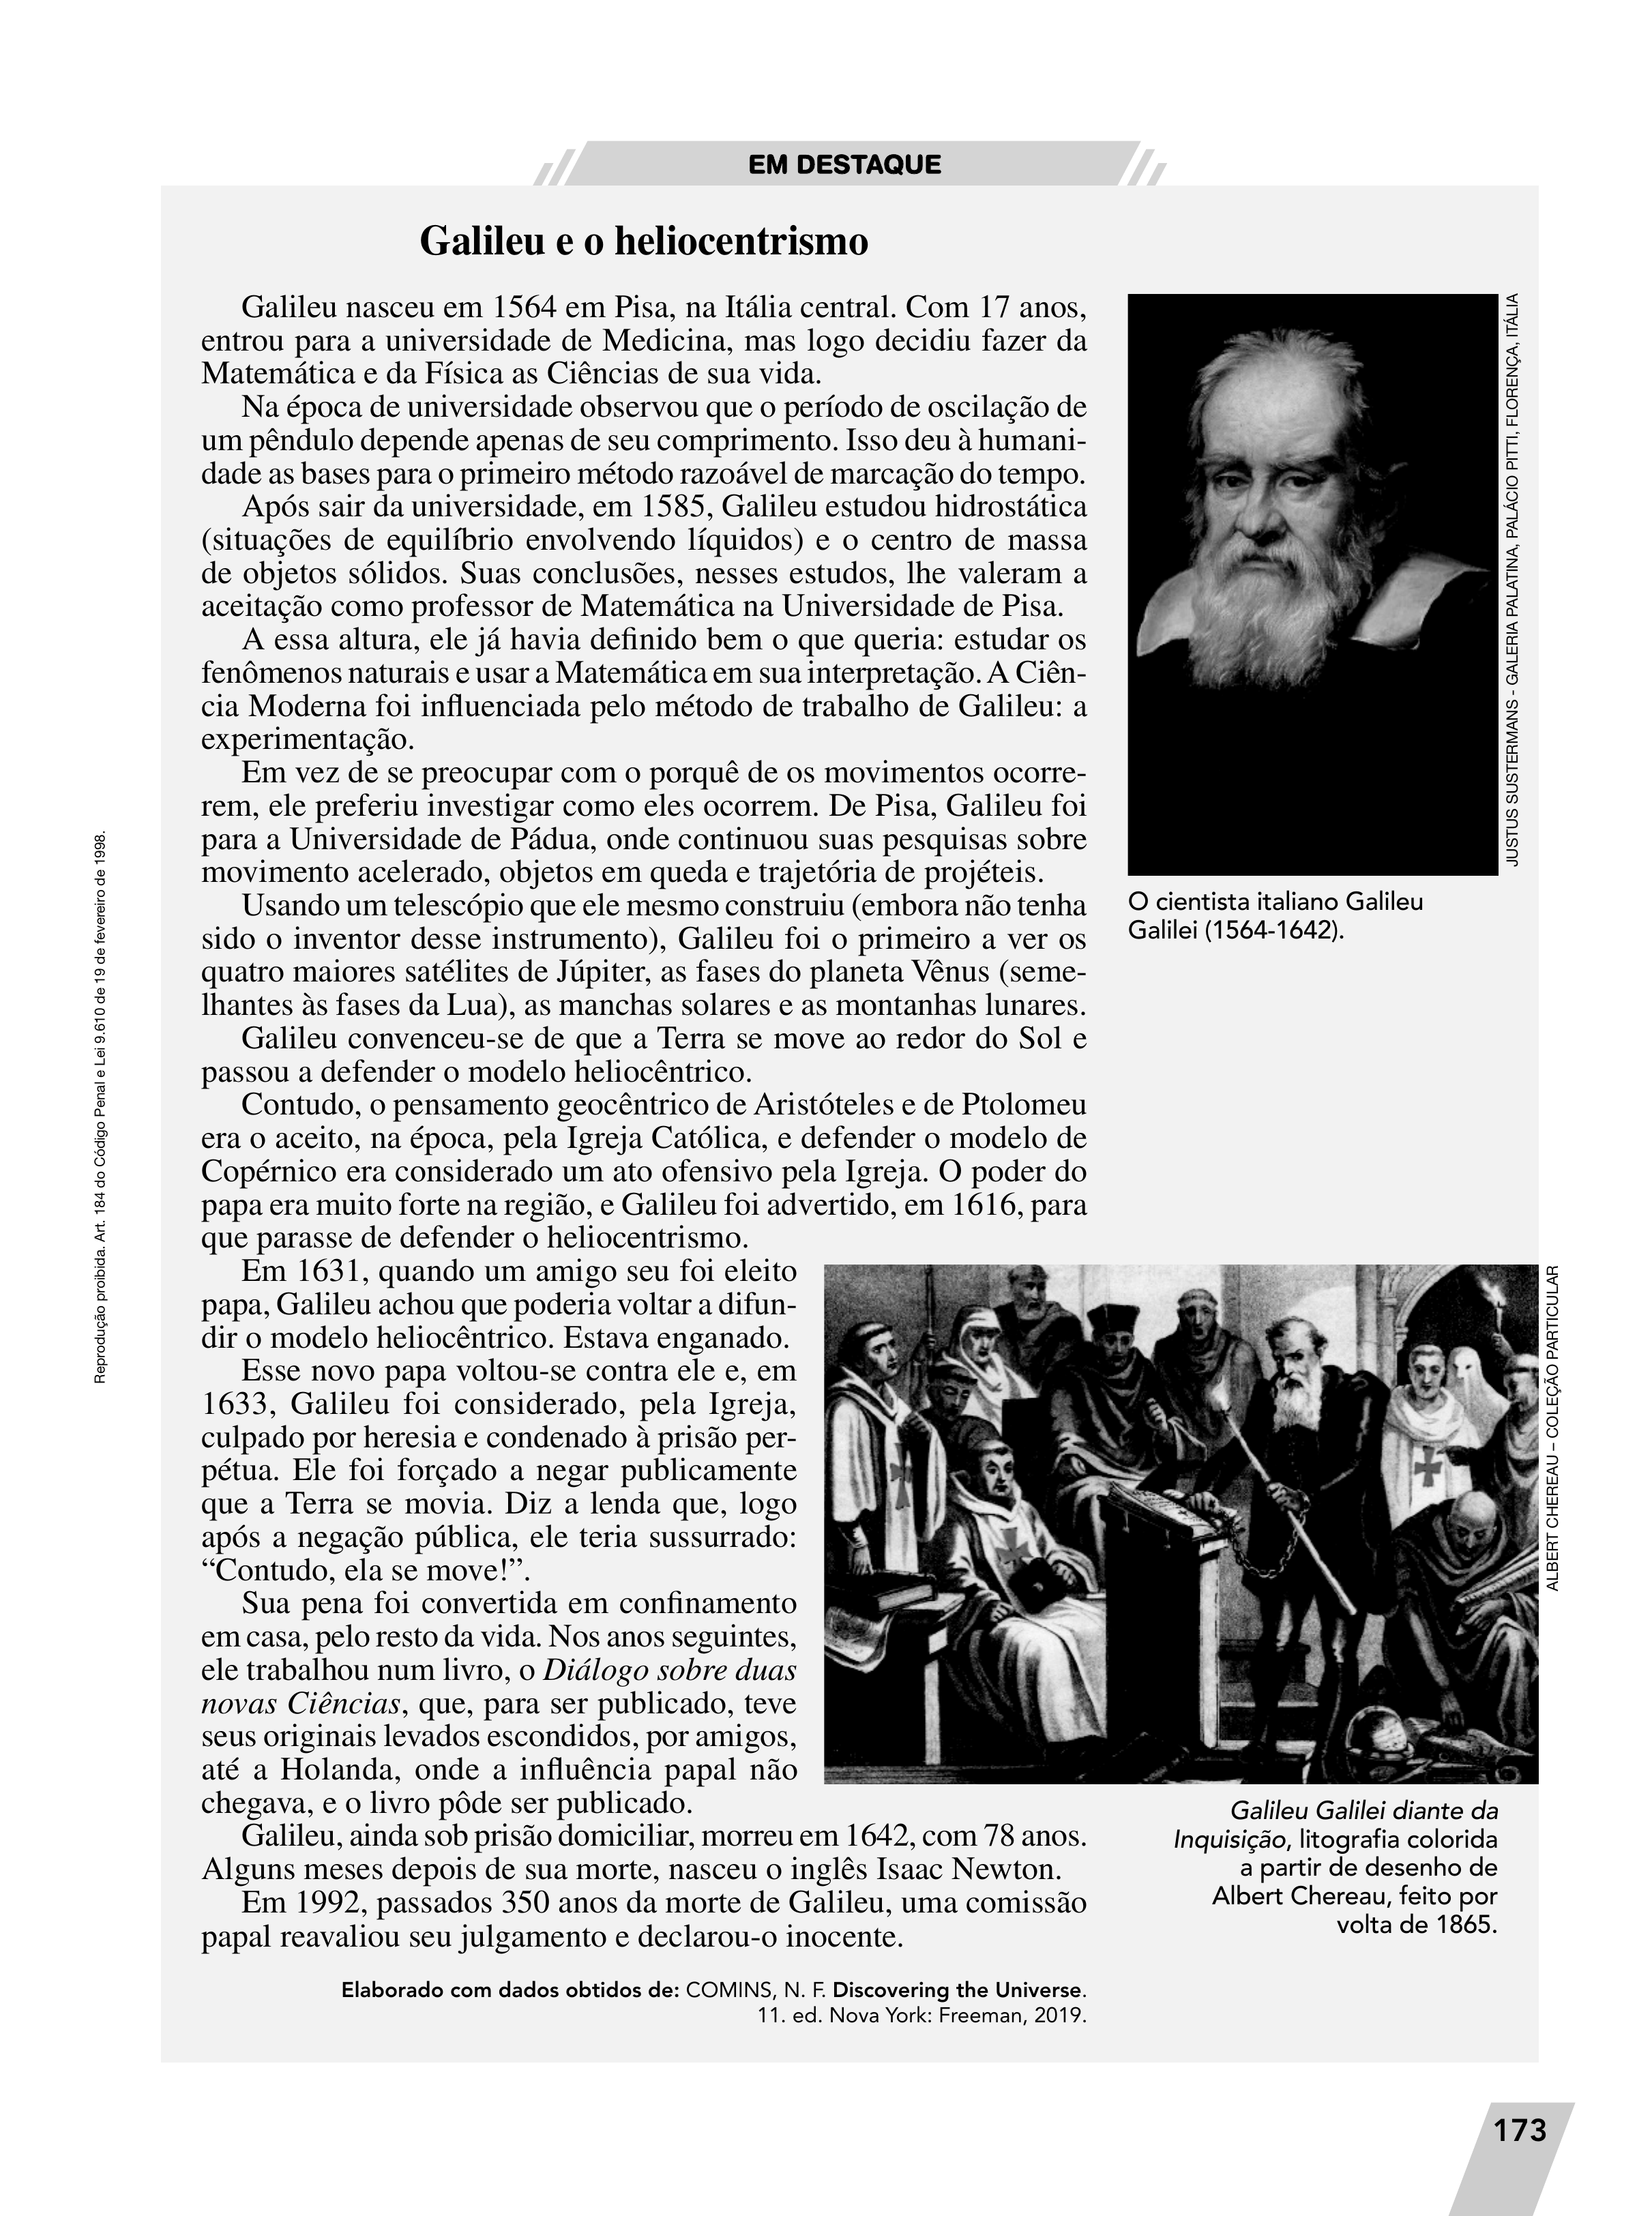 EM DESTAQUE
Galileu e o heliocentrismo
Galileu nasceu em 1564 em Pisa, na Itália central. Com 17 anos,
entrou para a universidade de Medicina, mas logo decidiu fazer da
Matemática e da Física as Ciências de sua vida.
Na época de universidade observou que o período de oscilação de
um pêndulo depende apenas de seu comprimento. Isso deu à humani-
dade as bases para o primeiro método razoável de marcação do tempo.
Após sair da universidade, em 1585, Galileu estudou hidrostática
(situações de equilíbrio envolvendo líquidos) e o centro de massa
de objetos sólidos. Suas conclusões, nesses estudos, lhe valeram a
aceitação como professor de Matemática na Universidade de Pisa.
A essa altura, ele já havia definido bem o que queria: estudar os
fenômenos naturais e usar a Matemática em sua interpretação. A Ciên-
cia Moderna foi influenciada pelo método de trabalho de Galileu: a
experimentação.
Em vez de se preocupar com o porquê de os movimentos ocorre-
rem, ele preferiu investigar como eles ocorrem. De Pisa, Galileu foi
para a Universidade de Pádua, onde continuou suas pesquisas sobre
movimento acelerado, objetos em queda e trajetória de projéteis.
Usando um telescópio que ele mesmo construiu (embora não tenha
sido o inventor desse instrumento), Galileu foi o primeiro a ver os
quatro maiores satélites de Júpiter, as fases do planeta Vênus (seme-
lhantes às fases da Lua), as manchas solares e as montanhas lunares.
Galileu convenceu-se de que a Terra se move ao redor do Sol e
passou a defender o modelo heliocêntrico.
Contudo, o pensamento geocêntrico de Aristóteles e de Ptolomeu
era o aceito, na época, pela Igreja Católica, e defender o modelo de
Copérnico era considerado um ato ofensivo pela Igreja. O poder do
papa era muito forte na região, e Galileu foi advertido, em 1616, para
que parasse de defender o heliocentrismo.
Em 1631, quando um amigo seu foi eleito
papa, Galileu achou que poderia voltar a difun-
dir o modelo heliocêntrico. Estava enganado.
Esse novo papa voltou-se contra ele e, em
1633, Galileu foi considerado, pela Igreja,
culpado por heresia e condenado à prisão per-
pétua. Ele foi forçado a negar publicamente
que a Terra se movia. Diz a lenda que, logo
após a negação pública, ele teria sussurrado:
“Contudo, ela se move!”.
Sua pena foi convertida em confinamento
em casa, pelo resto da vida. Nos anos seguintes,
ele trabalhou num livro, o Diálogo sobre duas
novas Ciências, que, para ser publicado, teve
seus originais levados escondidos, por amigos,
até a Holanda, onde a influência papal não
chegava, e o livro pôde ser publicado.
Galileu, ainda sob prisão domiciliar, morreu em 1642, com 78 anos.
Alguns meses depois de sua morte, nasceu o inglês Isaac Newton.
Em 1992, passados 350 anos da morte de Galileu, uma comissão
papal reavaliou seu julgamento e declarou-o inocente.
Elaborado com dados obtidos de: COMINS, N. F. Discovering the Universe.
11. ed. Nova York: Freeman, 2019.
JUSTUS SUSTERMANS - GALERIA PALATINA, PALÁCIO PITTI, FLORENÇA, ITÁLIA
O cientista italiano Galileu
Galilei (1564-1642).
ALBERT CHEREAU – COLEÇÃO PARTICULAR
Galileu Galilei diante da
Inquisição, litografia colorida
a partir de desenho de
Albert Chereau, feito por
volta de 1865.
Reprodução proibida. Art. 184 do Código Penal e Lei 9.610 de 19 de fevereiro de 1998.
173